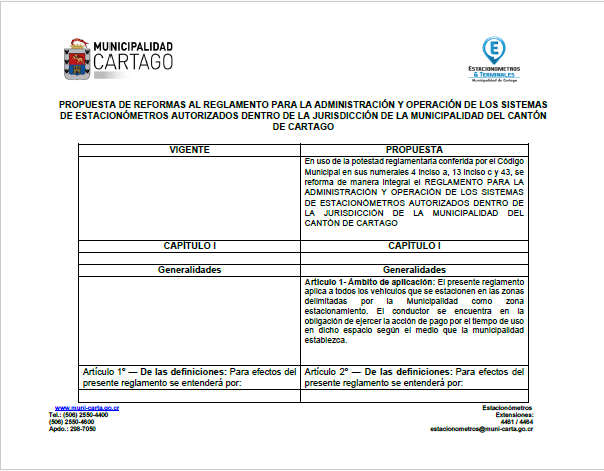 MUNICIPALIDAD
CARTAGO
E
ESTACIONOMETROS
& TERMINALES
Municipalidad de Cartago
PROPUESTA DE REFORMAS AL REGLAMENTO PARA LA ADMINISTRACIÓN Y OPERACIÓN DE LOS SISTEMAS
DE ESTACIONÓMETROS AUTORIZADOS DENTRO DE LA JURISDICCIÓN DE LA MUNICIPALIDAD DEL CANTÓN
DE CARTAGO
VIGENTE
PROPUESTA
En uso de la potestad reglamentaria conferida por el Código
Municipal en sus numerales 4 inciso a, 13 inciso c y 43, se
reforma de manera integral el REGLAMENTO PARA LA
ADMINISTRACIÓN Y OPERACIÓN DE LOS SISTEMAS
DE ESTACIONÓMETROS AUTORIZADOS DENTRO DE
LA JURISDICCIÓN DE LA MUNICIPALIDAD DEL
CANTÓN DE CARTAGO
CAPÍTULO I
CAPÍTULO I
Generalidades
Generalidades
Articulo 1- Ámbito de aplicación: El presente reglamento
aplica a todos los vehículos que se estacionen en las zonas
delimitadas por la Municipalidad como zona
estacionamiento. El conductor se encuentra en la
obligación de ejercer la acción de pago por el tiempo de uso
en dicho espacio según el medio que la municipalidad
establezca.
Artículo 1º — De las definiciones: Para efectos del
presente reglamento se entenderá por:
Artículo 2º — De las definiciones: Para efectos del
presente reglamento se entenderá por:
www.muni-carta.go.cr
Tel.: (506) 2550-4400
(506) 2550-4600
Apdo.: 298-7050
Estacionómetros
Extensiones:
4461 / 4464
estacionometros@muni-carta.go.cr